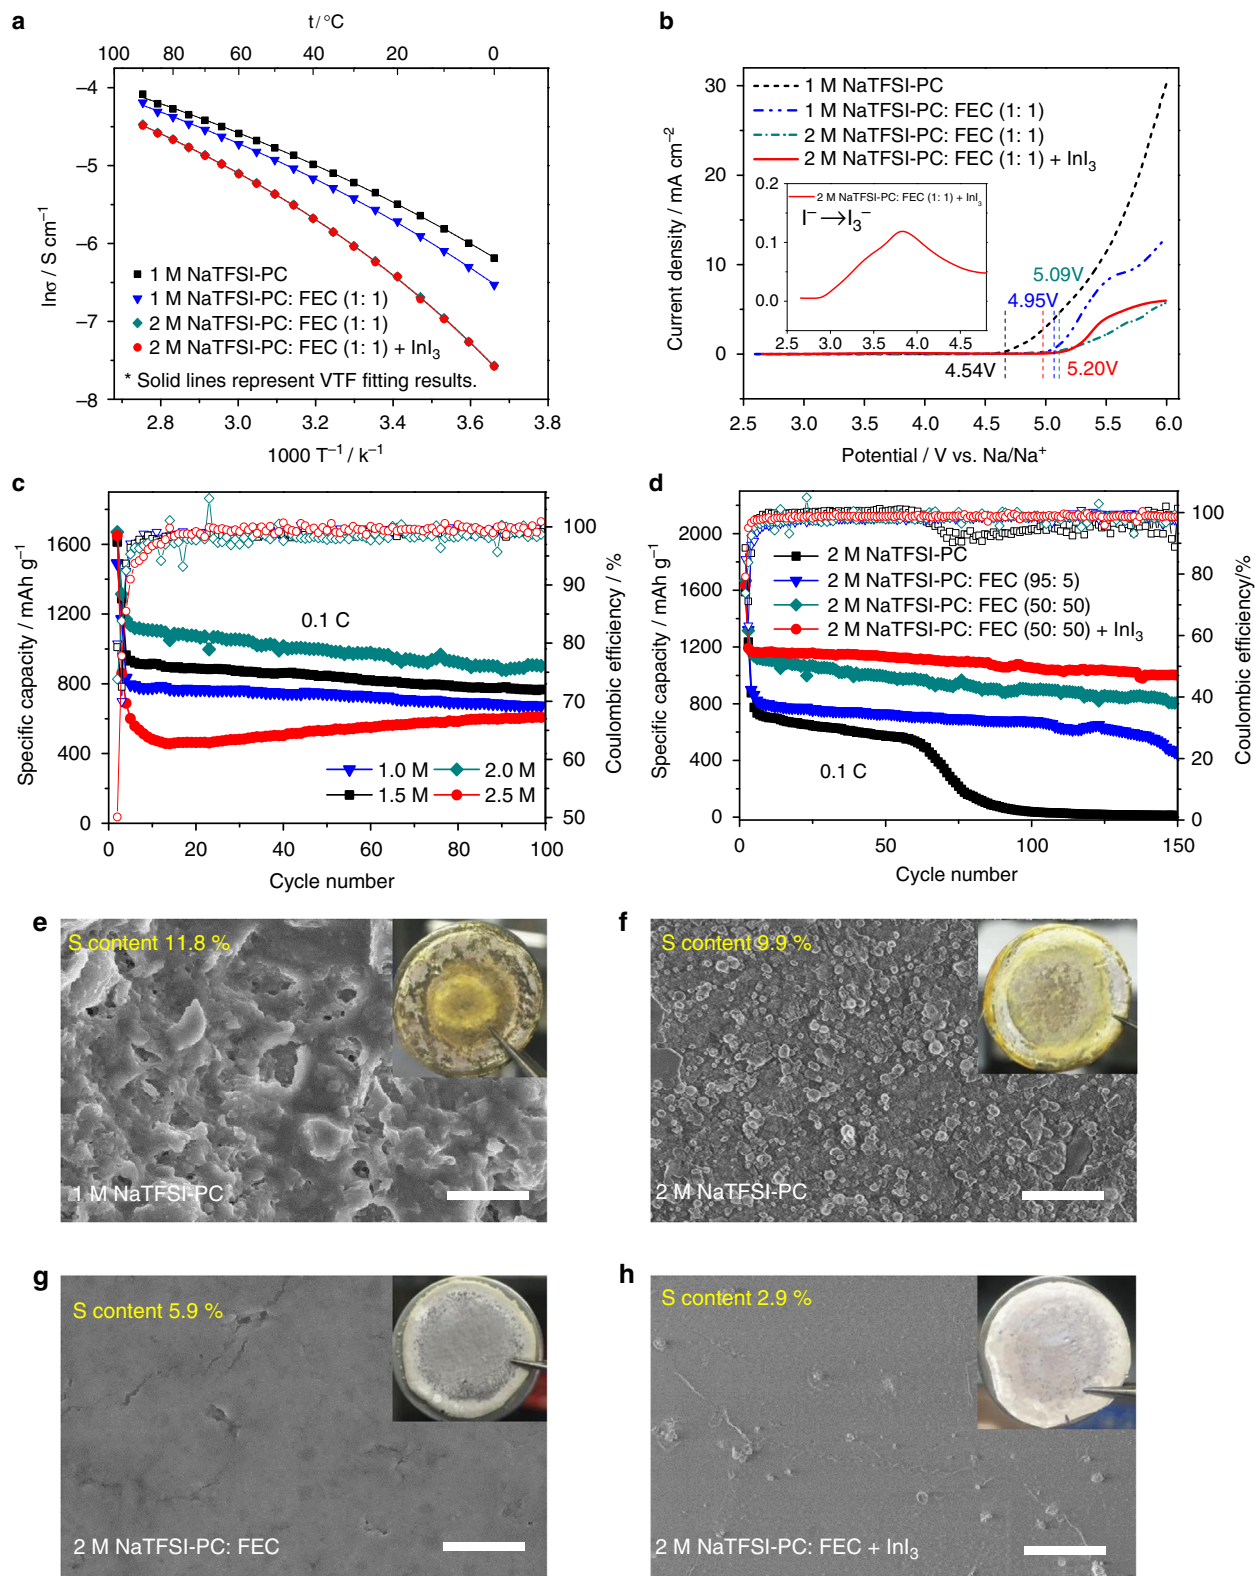 a
t / °C
100 80 60 40 20 0
−4
−5
−6
−7
−8
lnσ / S cm⁻¹
1 M NaTFSI-PC
1 M NaTFSI-PC: FEC (1: 1)
2 M NaTFSI-PC: FEC (1: 1)
2 M NaTFSI-PC: FEC (1: 1) + InI₃
* Solid lines represent VTF fitting results.
2.8 3.0 3.2 3.4 3.6 3.8
1000 T⁻¹ / k⁻¹
b
30
20
10
0
Current density / mA cm⁻²
1 M NaTFSI-PC
1 M NaTFSI-PC: FEC (1: 1)
2 M NaTFSI-PC: FEC (1: 1)
2 M NaTFSI-PC: FEC (1: 1) + InI₃
0.2
0.1
0.0
2 M NaTFSI-PC: FEC (1: 1) + InI₃
I⁻ → I₃⁻
2.5 3.0 3.5 4.0 4.5
5.09V
4.95V
4.54V
5.20V
2.5 3.0 3.5 4.0 4.5 5.0 5.5 6.0
Potential / V vs. Na/Na⁺
c
1600
1200
800
400
0
Specific capacity / mAh g⁻¹
0.1 C
1.0 M 2.0 M
1.5 M 2.5 M
100
90
80
70
60
50
Coulombic efficiency / %
0 20 40 60 80 100
Cycle number
d
2000
1600
1200
800
400
0
Specific capacity / mAh g⁻¹
2 M NaTFSI-PC
2 M NaTFSI-PC: FEC (95: 5)
2 M NaTFSI-PC: FEC (50: 50)
2 M NaTFSI-PC: FEC (50: 50) + InI₃
0.1 C
100
80
60
40
20
0
Coulombic efficiency / %
0 50 100 150
Cycle number
e
S content 11.8 %
1 M NaTFSI-PC
f
S content 9.9 %
2 M NaTFSI-PC
g
S content 5.9 %
2 M NaTFSI-PC: FEC
h
S content 2.9 %
2 M NaTFSI-PC: FEC + InI₃